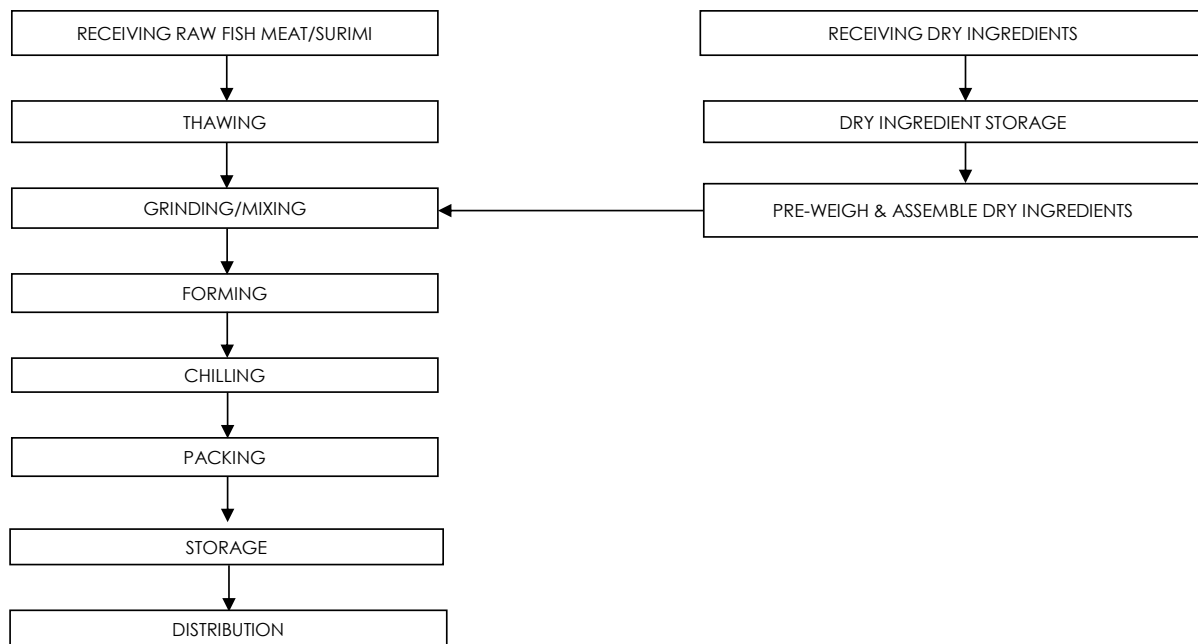 RECEIVING RAW FISH MEAT/SURIMI
THAWING
GRINDING/MIXING
FORMING
CHILLING
PACKING
STORAGE
DISTRIBUTION
RECEIVING DRY INGREDIENTS
DRY INGREDIENT STORAGE
PRE-WEIGH & ASSEMBLE DRY INGREDIENTS